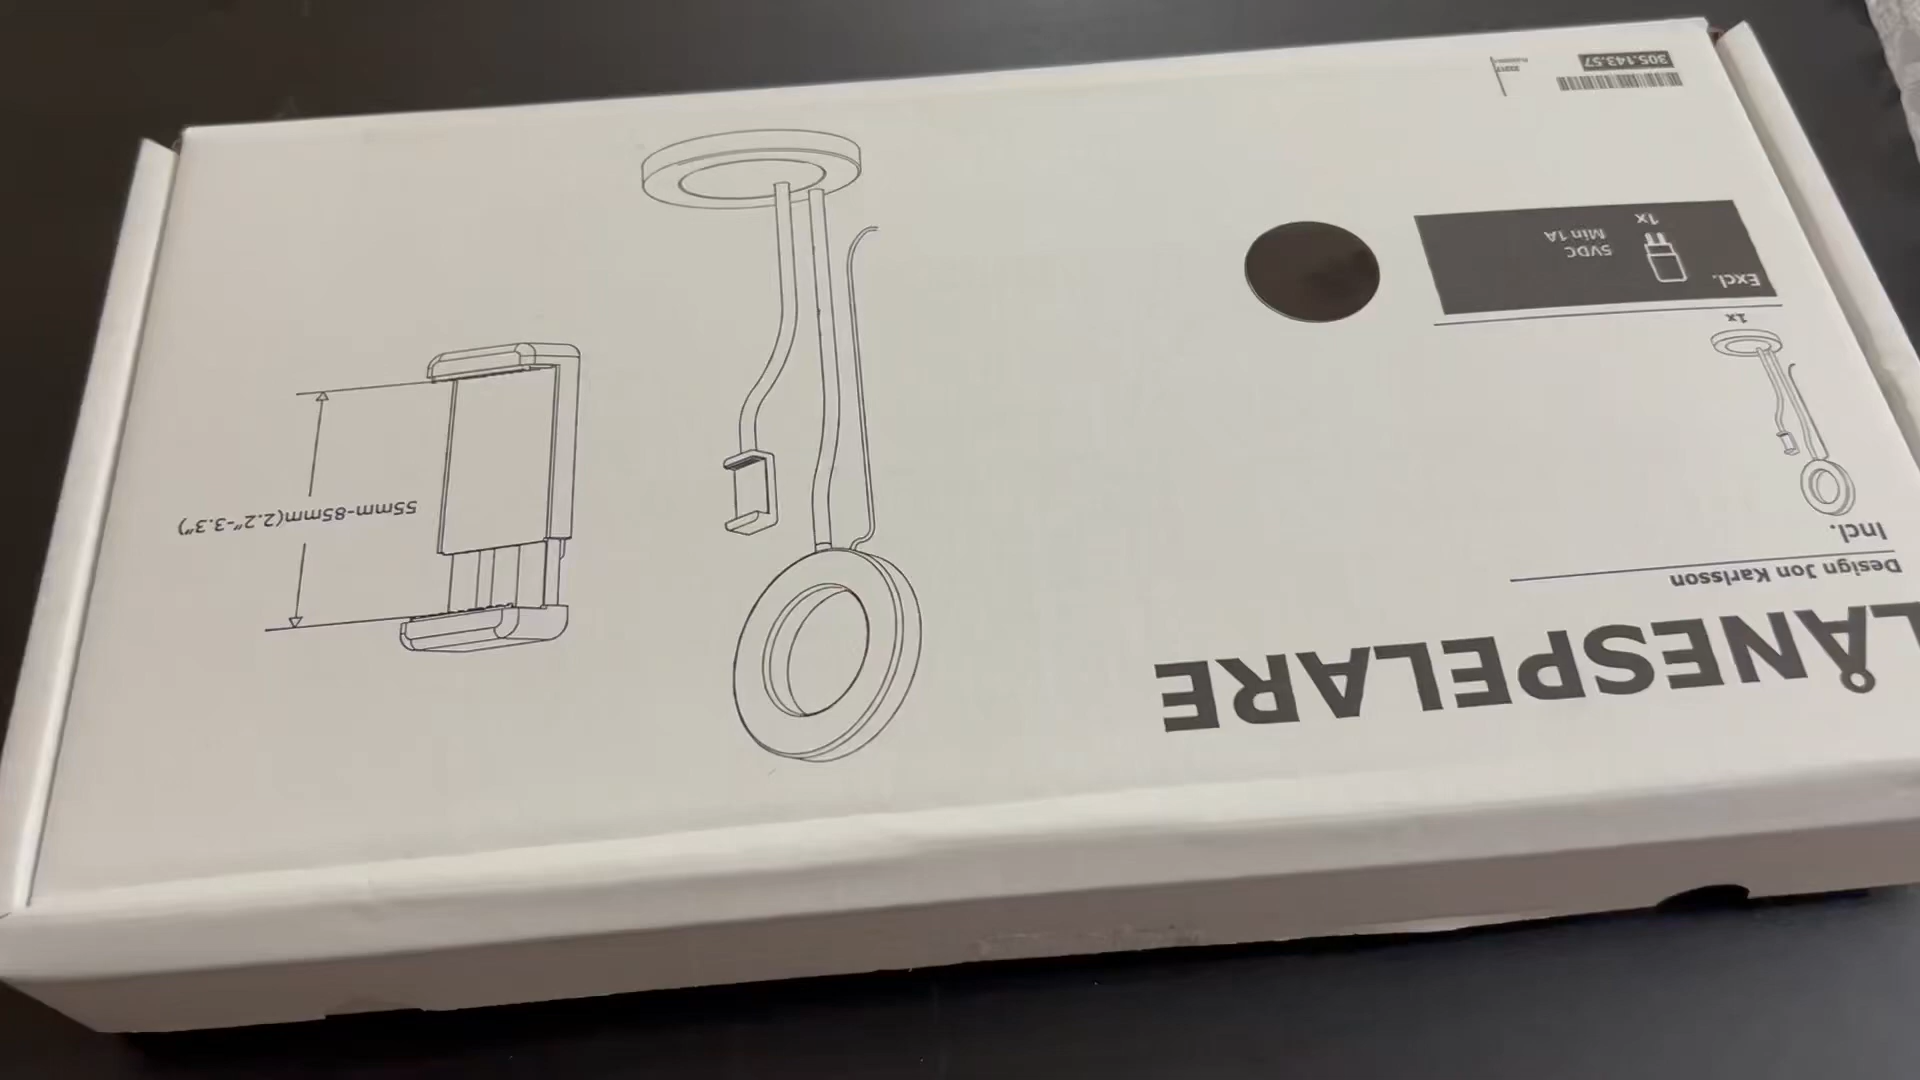 LÅNESPELARE
Design Jon Karlsson
Incl.
1x
Excl.
5VDC
Min 1A
1x
305.143.57
55mm-85mm(2.2"-3.3")